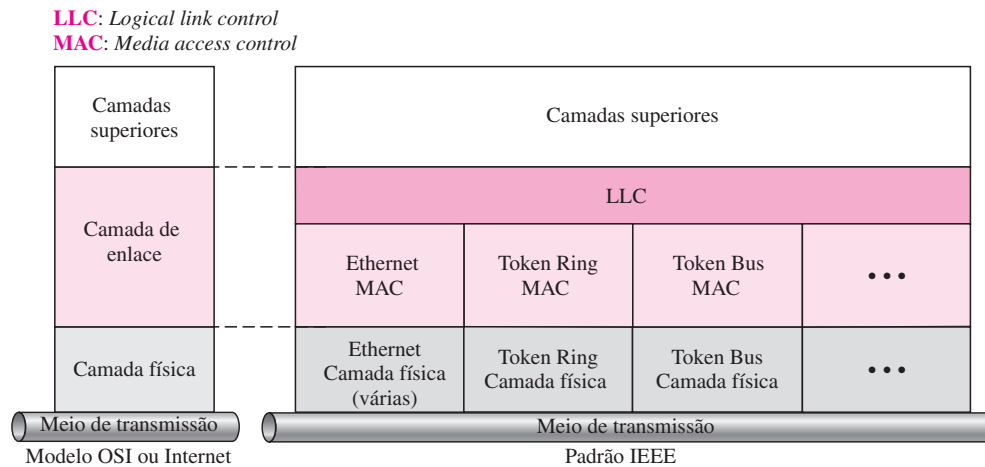 LLC: Logical link control
MAC: Media access control
Camadas
superiores
Camada de
enlace
Camada física
Meio de transmissão
Modelo OSI ou Internet
Camadas superiores
LLC
Ethernet
MAC
Token Ring
MAC
Token Bus
MAC
•••
Ethernet
Camada física
(várias)
Token Ring
Camada física
Token Bus
Camada física
•••
Meio de transmissão
Padrão IEEE